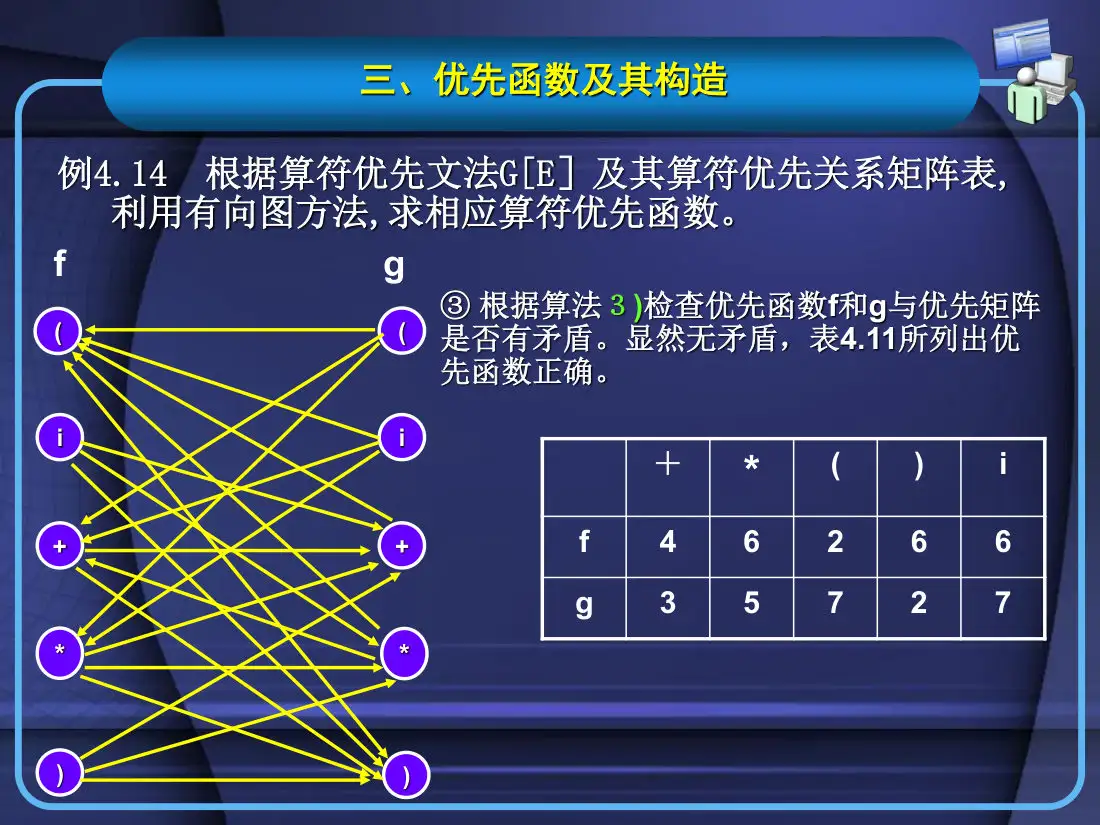 三、优先函数及其构造
例4.14 根据算符优先文法G[E］及其算符优先关系矩阵表,
利用有向图方法,求相应算符优先函数。
f g
③ 根据算法３)检查优先函数f和g与优先矩阵
是否有矛盾。显然无矛盾，表4.11所列出优
先函数正确。
( (
i i
+ +
* *
) )
＋ * ( ) i
f 4 6 2 6 6
g 3 5 7 2 7